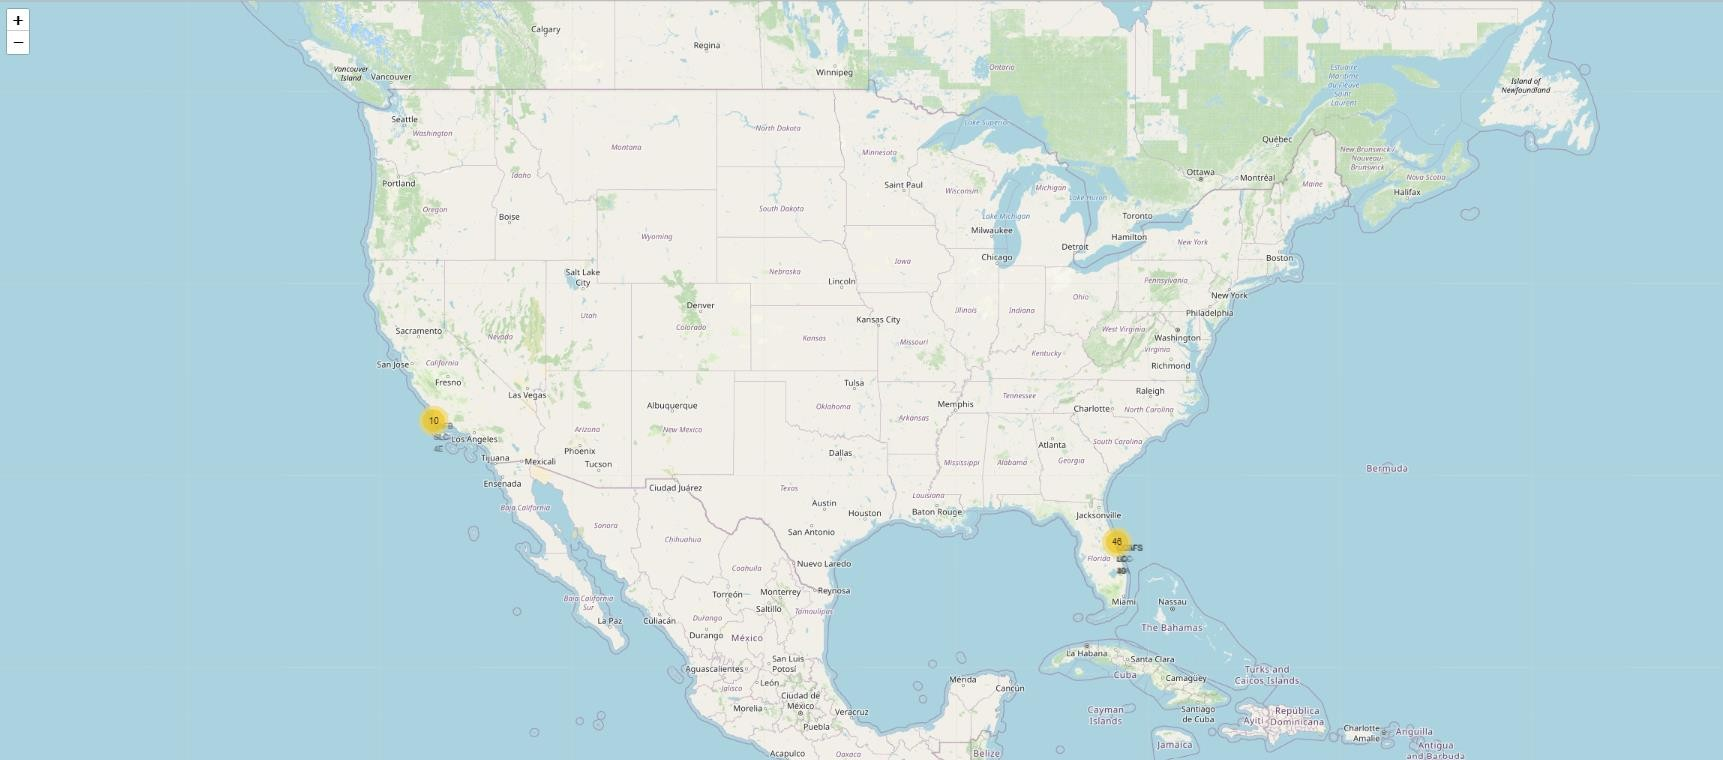 +
−
Calgary
Regina
Winnipeg
Ontario
Estuaire
Maritime
du Fleuve
Saint-
Laurent
Island of
Newfoundland
Vancouver
Island
Vancouver
Seattle
Washington
Montana
North Dakota
Minnesota
Lake Superior
Québec
New Brunswick /
Nouveau-
Brunswick
Nova Scotia
Halifax
Portland
Oregon
Idaho
Boise
Wyoming
South Dakota
Saint Paul
Wisconsin
Michigan
Lake Huron
Lake Michigan
Milwaukee
Ottawa
Montréal
Maine
Toronto
Hamilton
Detroit
Chicago
New York
Boston
Salt Lake
City
Nebraska
Iowa
Lincoln
Pennsylvania
New York
Philadelphia
Sacramento
Nevada
Utah
Denver
Colorado
Kansas City
Kansas
Missouri
Illinois
Indiana
Ohio
West Virginia
Washington
Virginia
Richmond
San Jose
California
Fresno
Las Vegas
Kentucky
Tennessee
Raleigh
North Carolina
Charlotte
Albuquerque
New Mexico
Arizona
Tulsa
Oklahoma
Arkansas
Memphis
10
SLC
4E
Los Angeles
Phoenix
Tucson
Tijuana
Mexicali
Ensenada
Dallas
Mississippi
Alabama
Atlanta
Georgia
South Carolina
Bermuda
Baja California
Sonora
Ciudad Juárez
Chihuahua
Texas
Austin
San Antonio
Houston
Louisiana
Baton Rouge
Jacksonville
46
Florida
Miami
Nassau
The Bahamas
Coahuila
Nuevo Laredo
Reynosa
Monterrey
Torreón
Saltillo
Tamaulipas
Baja California
Sur
La Paz
Culiacán
Durango
Durango
México
Aguascalientes
San Luis
Potosí
Jalisco
León
Ciudad de
México
Morelia
Puebla
Veracruz
Acapulco
Oaxaca
Mérida
Cancún
Belize
La Habana
Santa Clara
Cuba
Camagüey
Santiago
de Cuba
Cayman
Islands
Jamaica
Turks and
Caicos Islands
Ayiti
República
Dominicana
Charlotte
Amalie
Anguilla
Antigua
and Barbuda